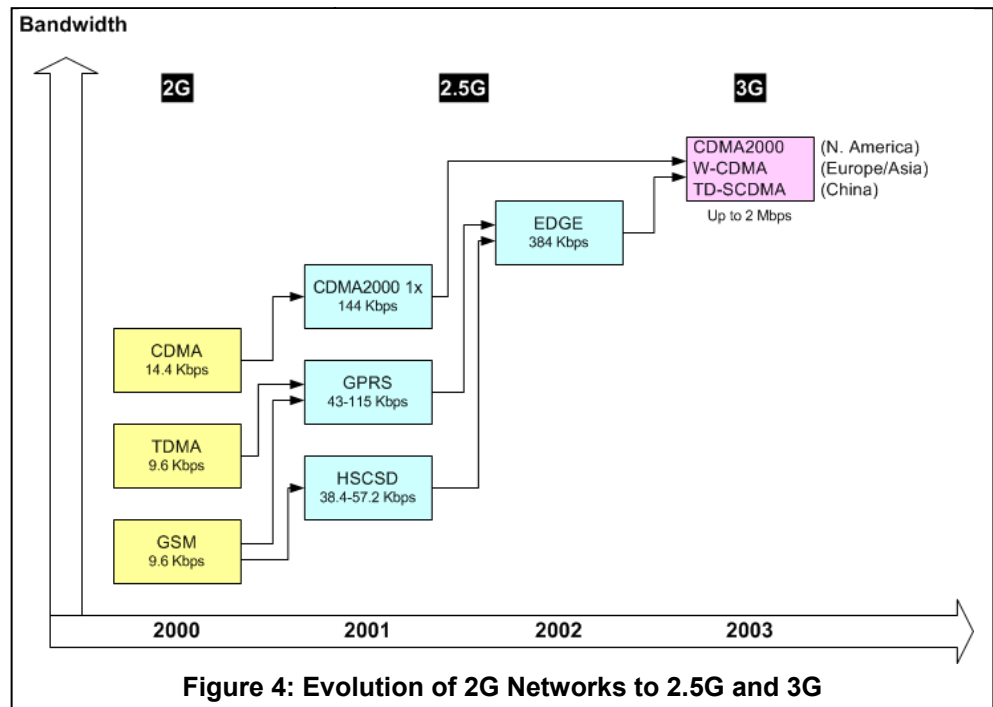 Bandwidth
2G
2.5G
3G
CDMA2000 (N. America)
W-CDMA (Europe/Asia)
TD-SCDMA (China)
Up to 2 Mbps
EDGE
384 Kbps
CDMA2000 1x
144 Kbps
CDMA
14.4 Kbps
GPRS
43-115 Kbps
TDMA
9.6 Kbps
HSCSD
38.4-57.2 Kbps
GSM
9.6 Kbps
2000
2001
2002
2003
Figure 4: Evolution of 2G Networks to 2.5G and 3G